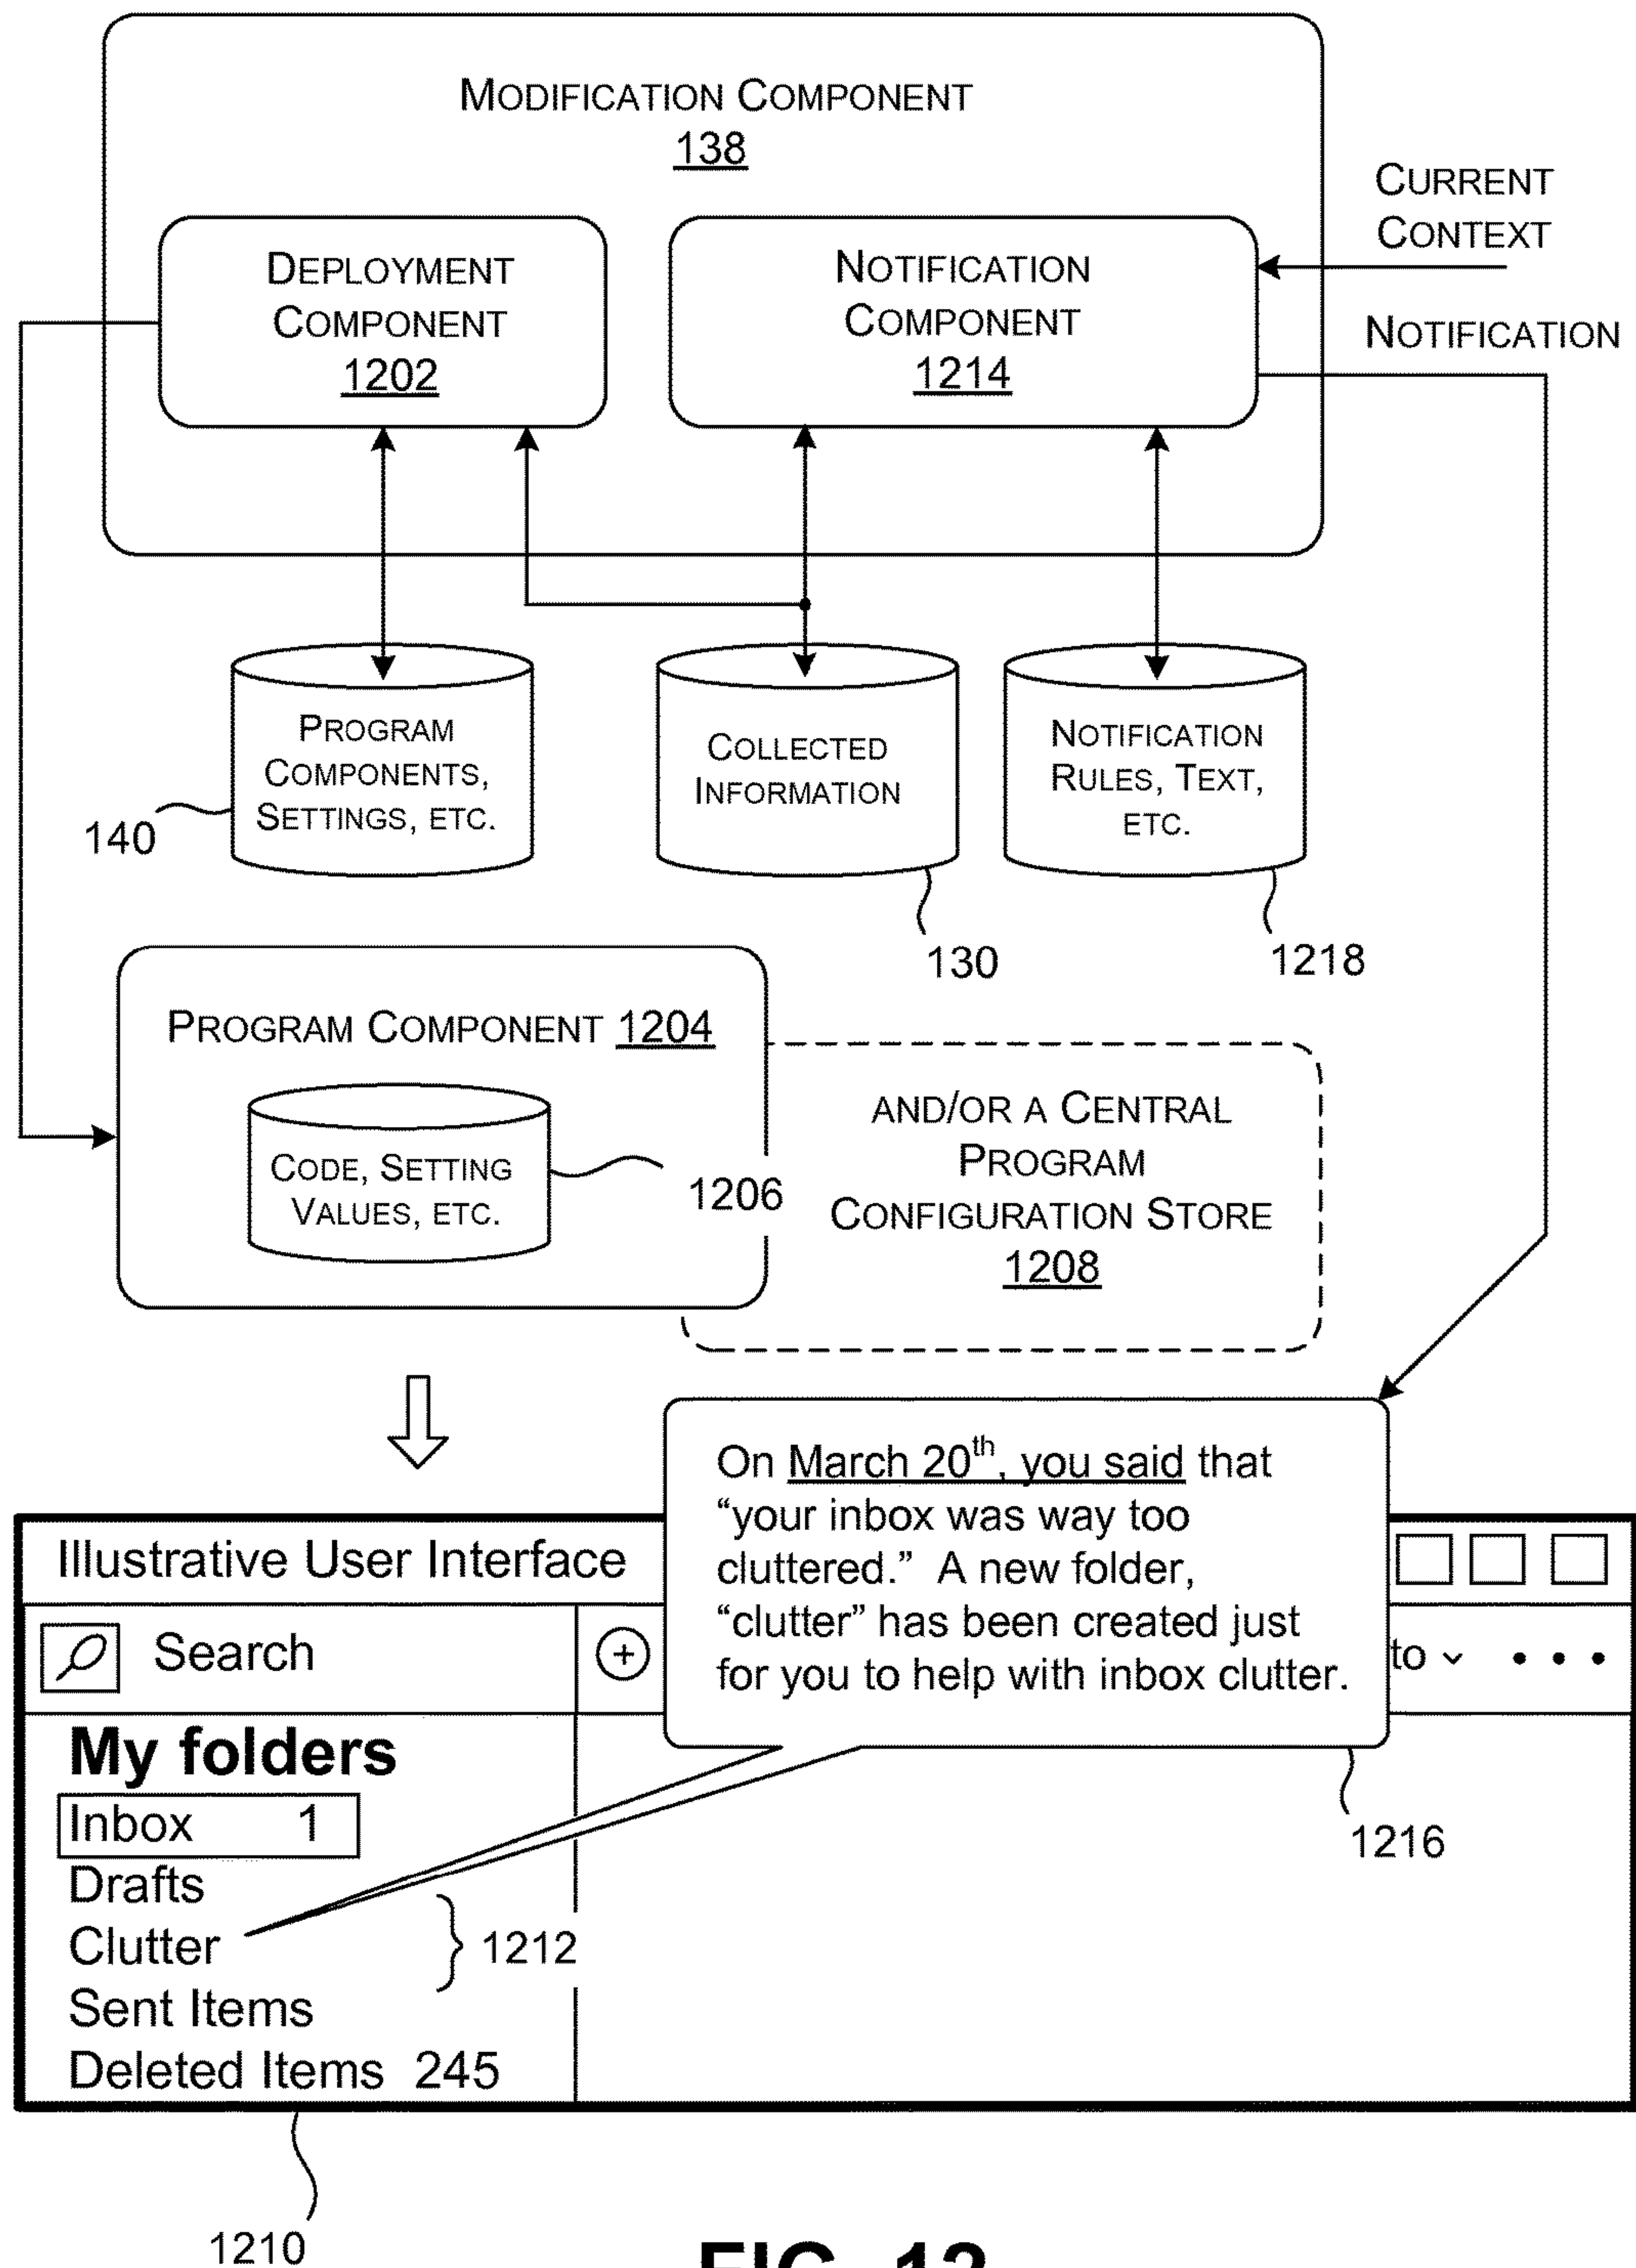 MODIFICATION COMPONENT
138
CURRENT
CONTEXT
DEPLOYMENT
COMPONENT
1202
NOTIFICATION
COMPONENT
1214
NOTIFICATION
PROGRAM
COMPONENTS,
SETTINGS, ETC.
140
COLLECTED
INFORMATION
130
NOTIFICATION
RULES, TEXT,
ETC.
1218
PROGRAM COMPONENT 1204
CODE, SETTING
VALUES, ETC.
1206
AND/OR A CENTRAL
PROGRAM
CONFIGURATION STORE
1208
On March 20th, you said that
“your inbox was way too
cluttered.” A new folder,
“clutter” has been created just
for you to help with inbox clutter.
1216
Illustrative User Interface
Search
+
to
My folders
Inbox 1
Drafts
Clutter
1212
Sent Items
Deleted Items 245
1210
FIG. 12